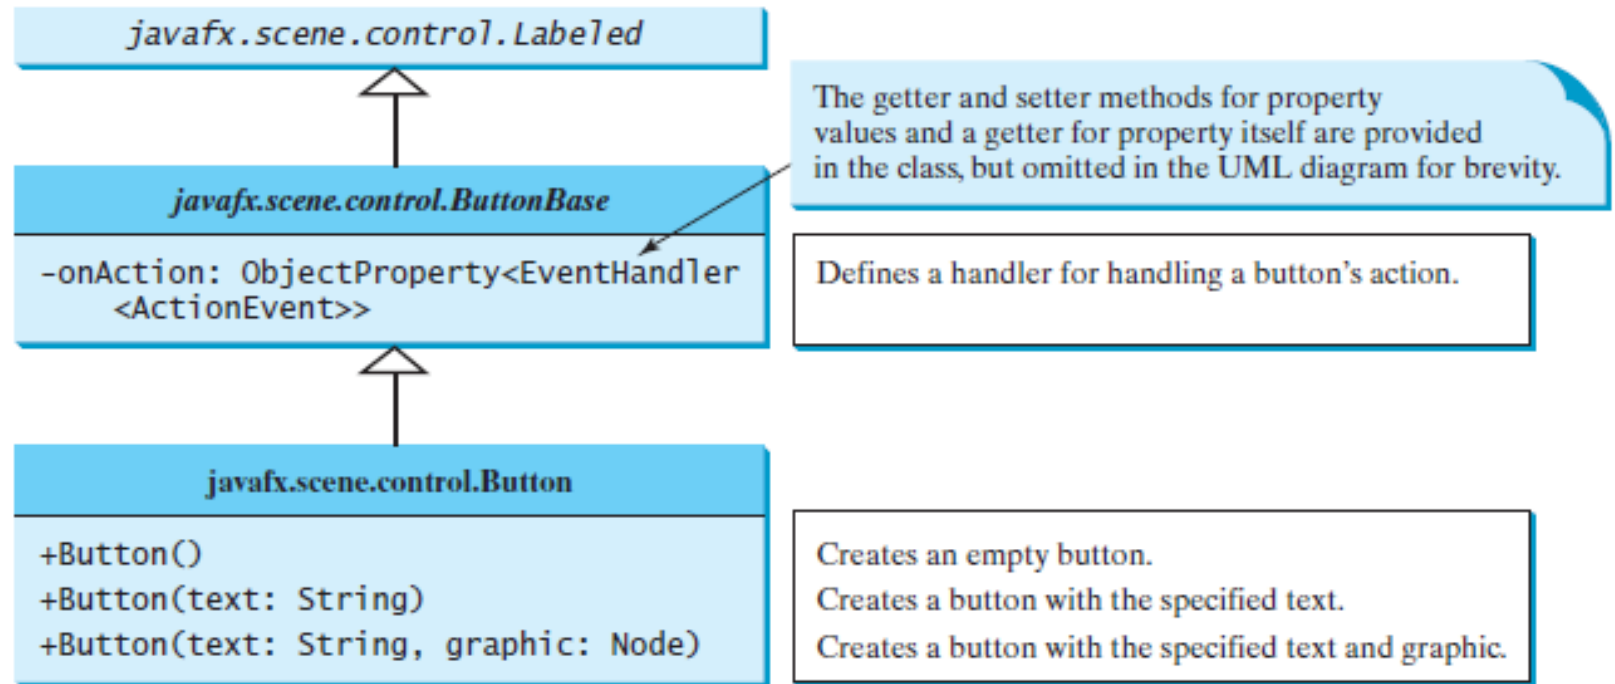 javafx.scene.control.Labeled
The getter and setter methods for property
values and a getter for property itself are provided
in the class, but omitted in the UML diagram for brevity.
javafx.scene.control.ButtonBase
-onAction: ObjectProperty<EventHandler
<ActionEvent>>
Defines a handler for handling a button's action.
javafx.scene.control.Button
+Button()
Creates an empty button.
+Button(text: String)
Creates a button with the specified text.
+Button(text: String, graphic: Node)
Creates a button with the specified text and graphic.